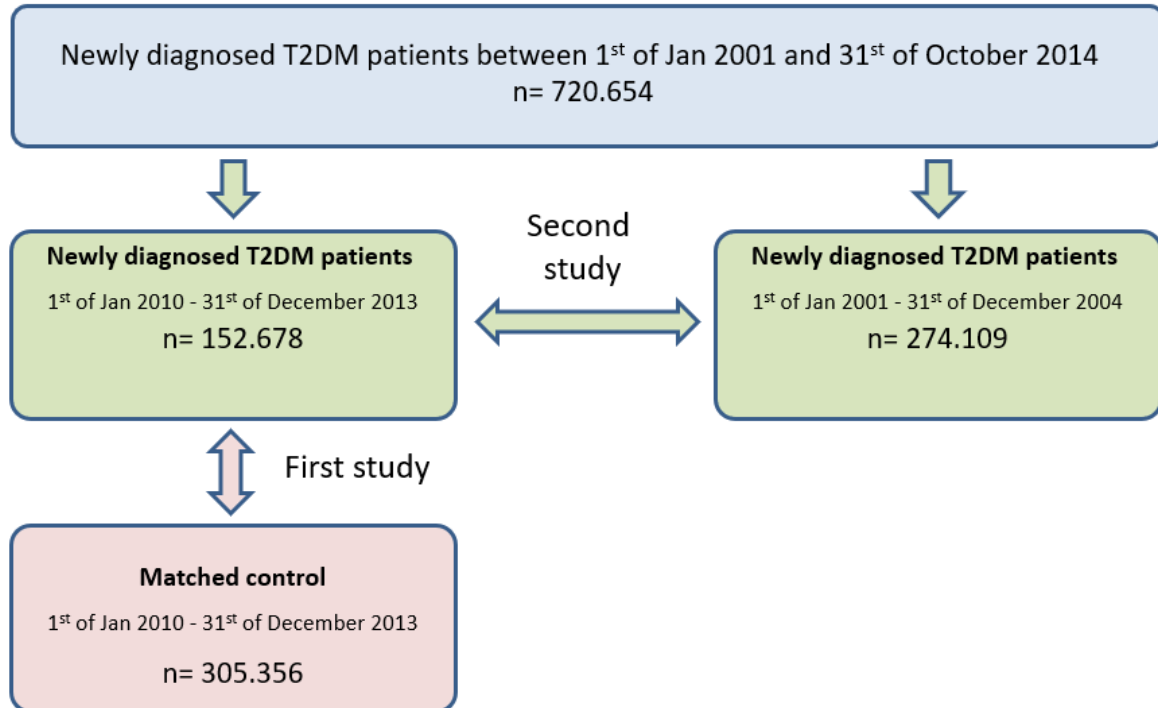 Newly diagnosed T2DM patients between 1st of Jan 2001 and 31st of October 2014
n= 720.654
Newly diagnosed T2DM patients
1st of Jan 2010 - 31st of December 2013
n= 152.678
Second
study
Newly diagnosed T2DM patients
1st of Jan 2001 - 31st of December 2004
n= 274.109
First study
Matched control
1st of Jan 2010 - 31st of December 2013
n= 305.356